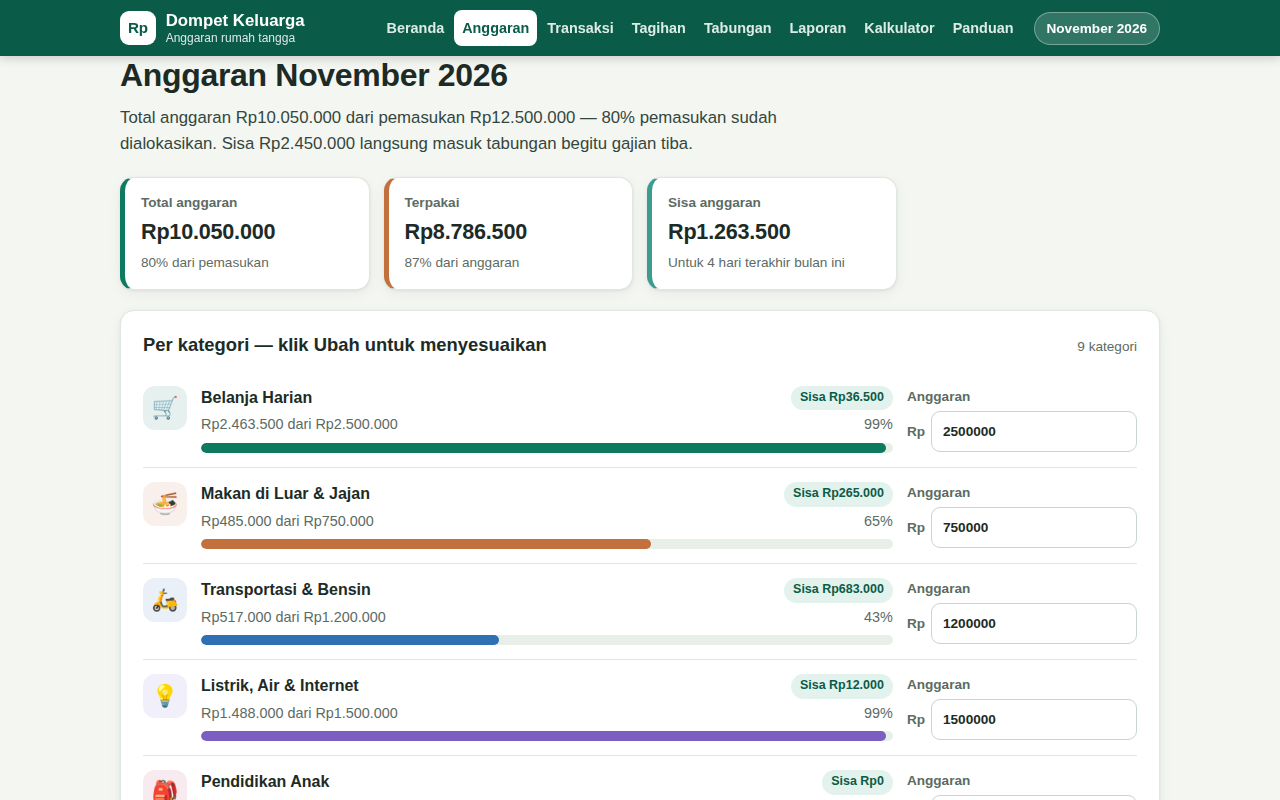 Rp
Dompet Keluarga
Anggaran rumah tangga
Beranda
Anggaran
Transaksi
Tagihan
Tabungan
Laporan
Kalkulator
Panduan
November 2026
Anggaran November 2026
Total anggaran Rp10.050.000 dari pemasukan Rp12.500.000 — 80% pemasukan sudah
dialokasikan. Sisa Rp2.450.000 langsung masuk tabungan begitu gajian tiba.
Total anggaran
Rp10.050.000
80% dari pemasukan
Terpakai
Rp8.786.500
87% dari anggaran
Sisa anggaran
Rp1.263.500
Untuk 4 hari terakhir bulan ini
Per kategori — klik Ubah untuk menyesuaikan
9 kategori
Belanja Harian
Sisa Rp36.500
Rp2.463.500 dari Rp2.500.000
99%
Anggaran
Rp
2500000
Makan di Luar & Jajan
Sisa Rp265.000
Rp485.000 dari Rp750.000
65%
Anggaran
Rp
750000
Transportasi & Bensin
Sisa Rp683.000
Rp517.000 dari Rp1.200.000
43%
Anggaran
Rp
1200000
Listrik, Air & Internet
Sisa Rp12.000
Rp1.488.000 dari Rp1.500.000
99%
Anggaran
Rp
1500000
Pendidikan Anak
Sisa Rp0
Anggaran